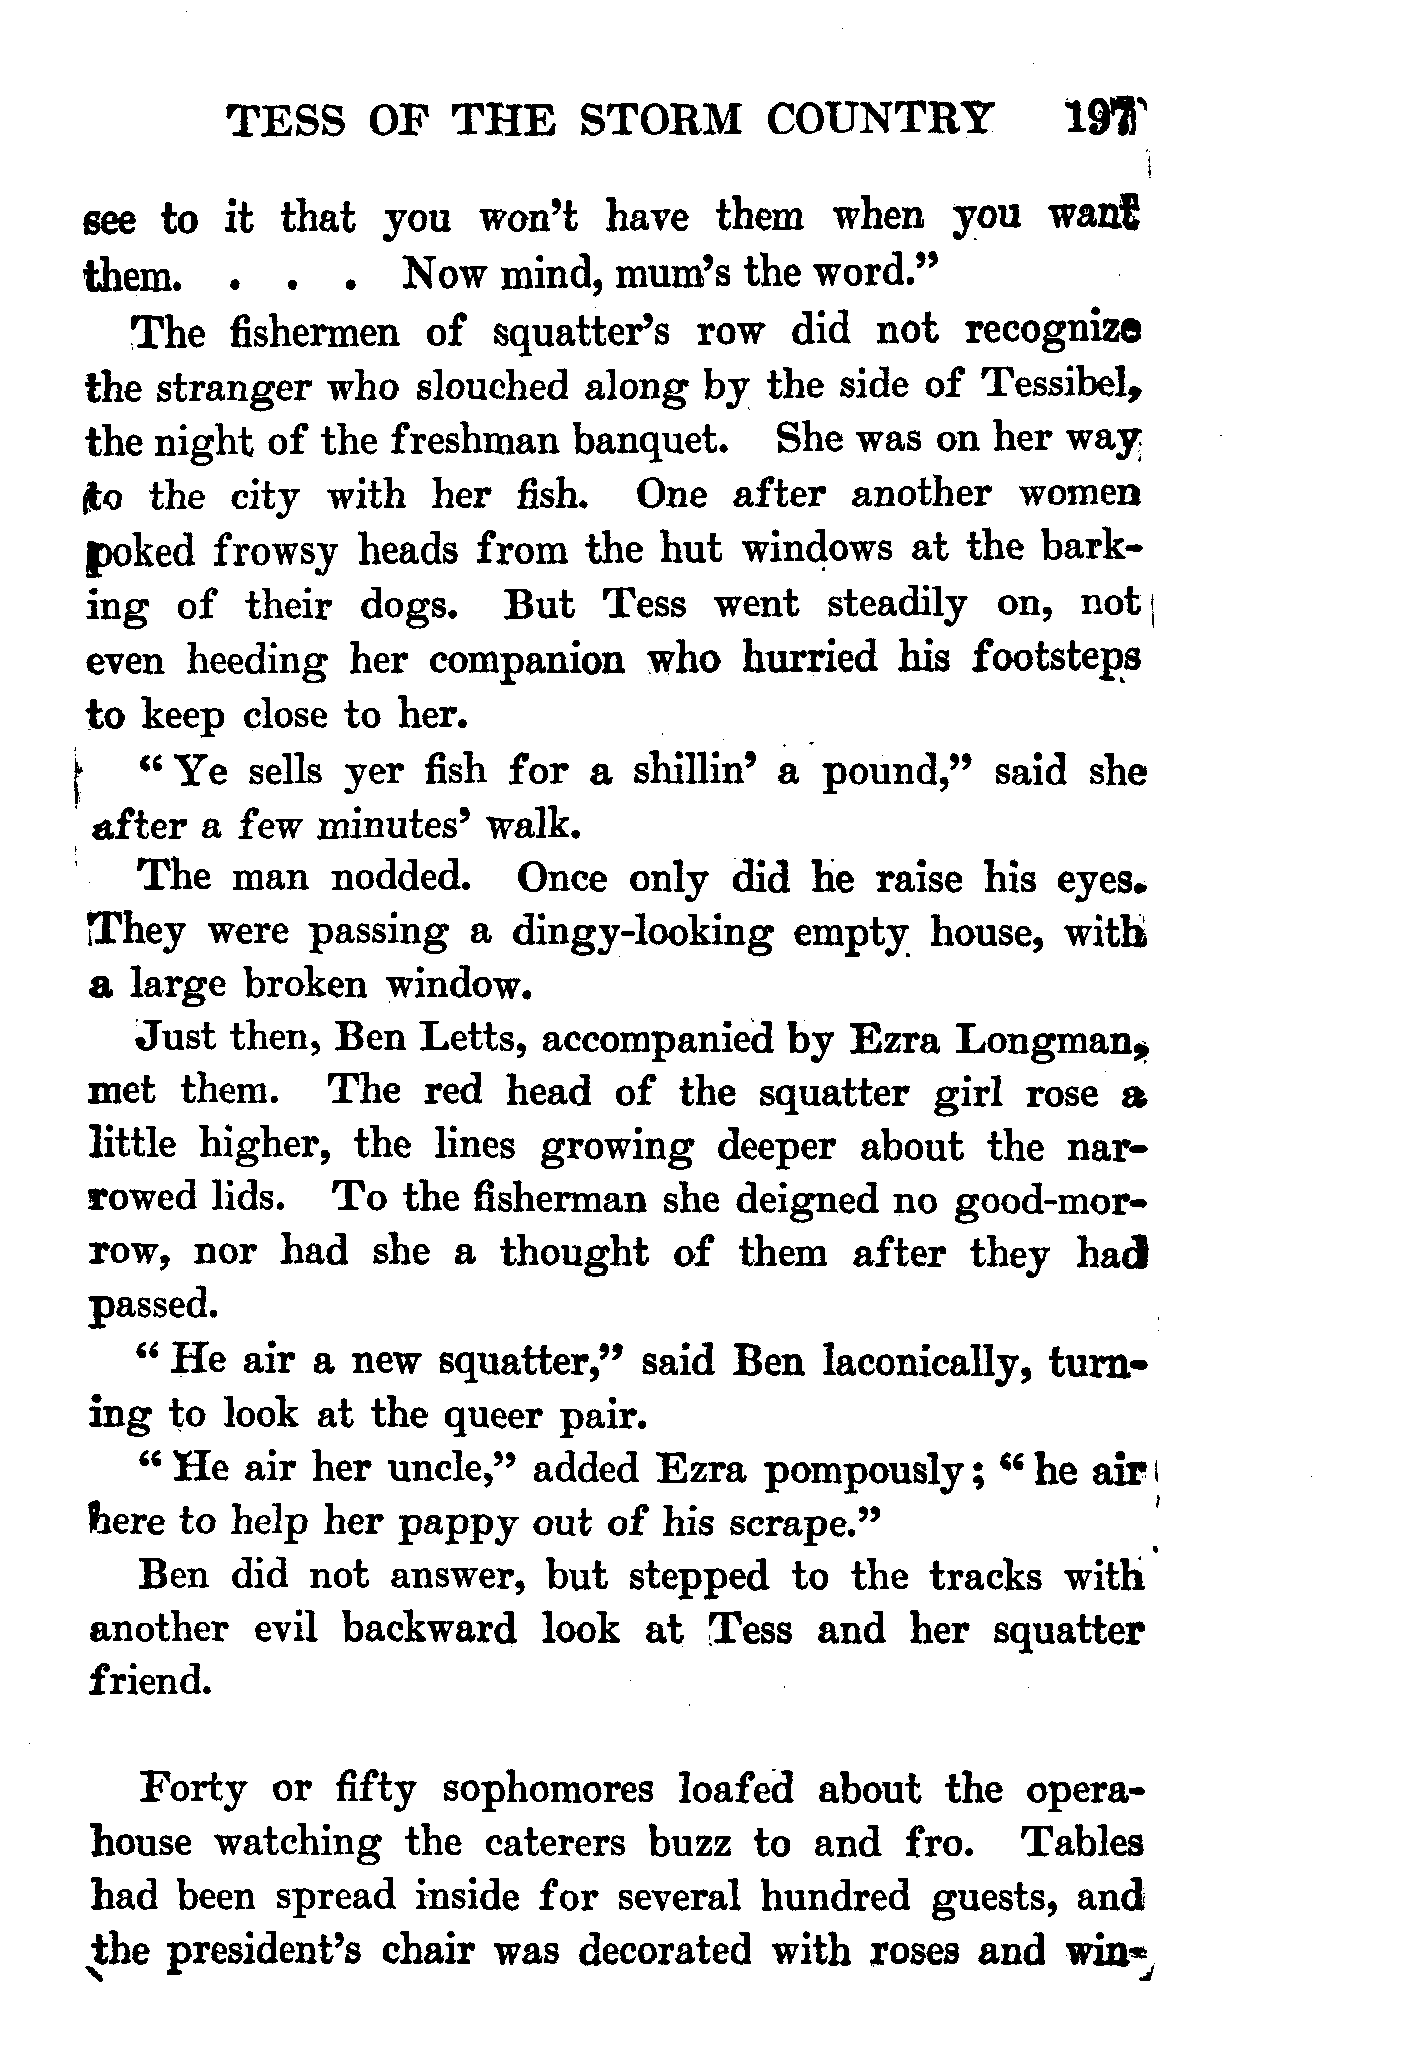 TESS OF THE STORM COUNTRY 197
see to it that you won't have them when you want
them. . . . Now mind, mum's the word."
The fishermen of squatter's row did not recognize
the stranger who slouched along by the side of Tessibel,
the night of the freshman banquet. She was on her way
to the city with her fish. One after another women
poked frowsy heads from the hut windows at the bark-
ing of their dogs. But Tess went steadily on, not
even heeding her companion who hurried his footsteps
to keep close to her.
"Ye sells yer fish for a shillin' a pound," said she
after a few minutes' walk.
The man nodded. Once only did he raise his eyes.
They were passing a dingy-looking empty house, with
a large broken window.
Just then, Ben Letts, accompanied by Ezra Longman,
met them. The red head of the squatter girl rose a
little higher, the lines growing deeper about the nar-
rowed lids. To the fisherman she deigned no good-mor-
row, nor had she a thought of them after they had
passed.
"He air a new squatter," said Ben laconically, turn-
ing to look at the queer pair.
"He air her uncle," added Ezra pompously; "he air
here to help her pappy out of his scrape."
Ben did not answer, but stepped to the tracks with
another evil backward look at Tess and her squatter
friend.
Forty or fifty sophomores loafed about the opera-
house watching the caterers buzz to and fro. Tables
had been spread inside for several hundred guests, and
the president's chair was decorated with roses and win-